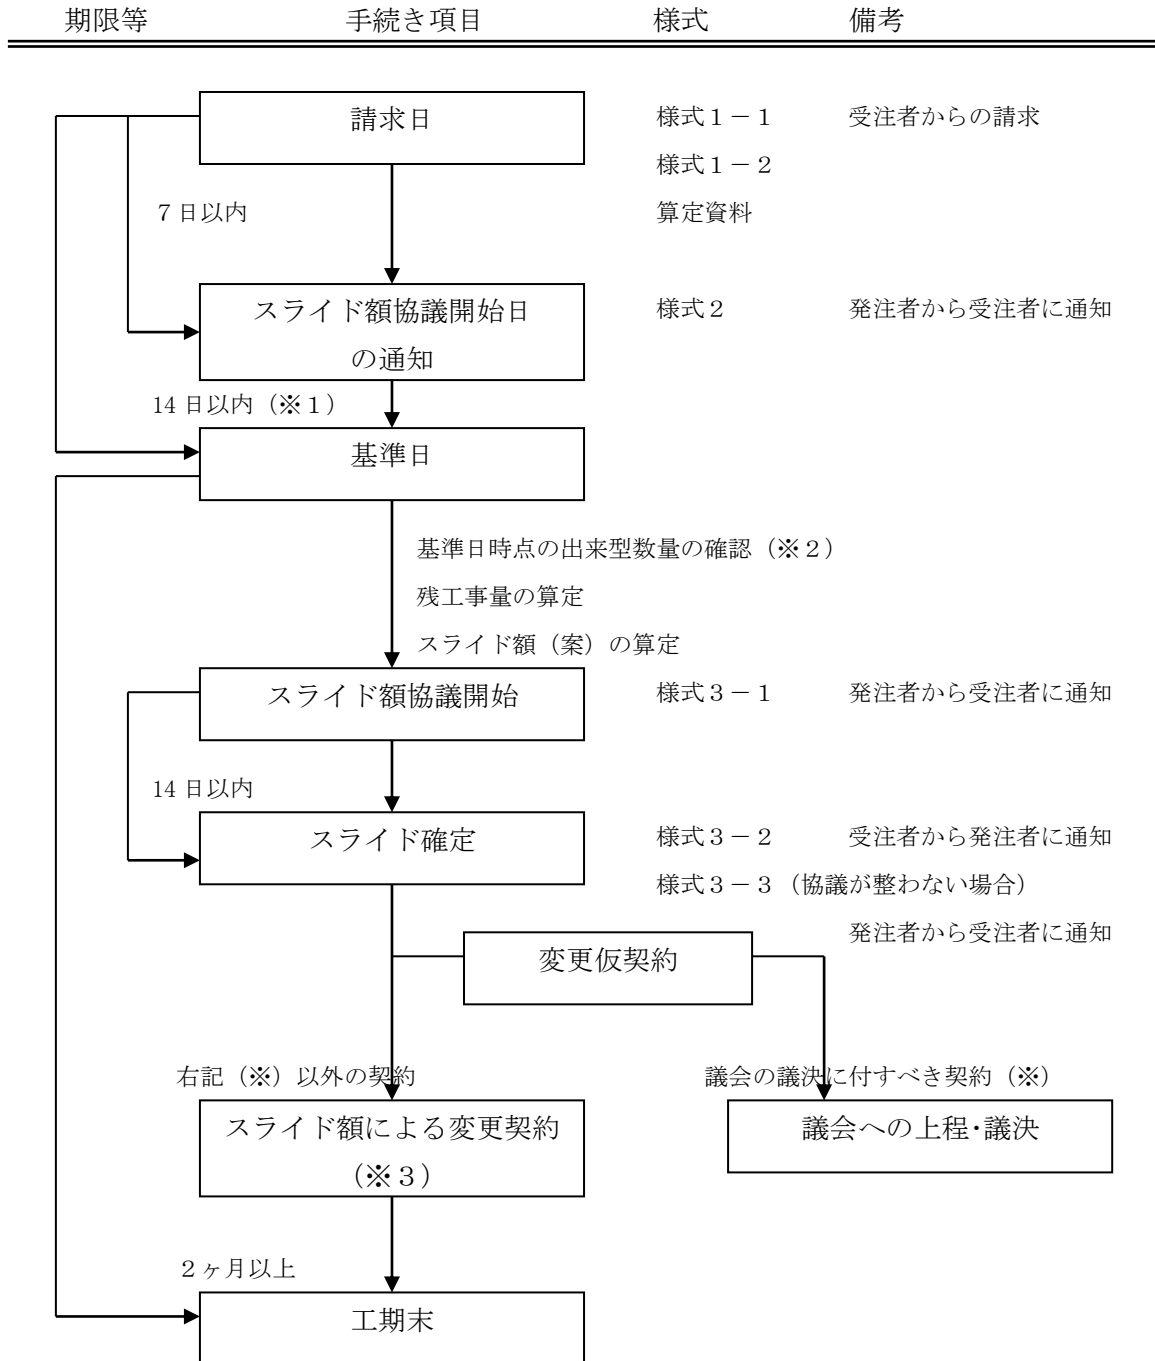 期限等　手続き項目　様式　備考
請求日　様式１－１　受注者からの請求
様式１－２
７日以内　算定資料
スライド額協議開始日　様式２　発注者から受注者に通知
の通知
14日以内（※１）
基準日
基準日時点の出来型数量の確認（※２）
残工事量の算定
スライド額（案）の算定
スライド額協議開始　様式３－１　発注者から受注者に通知
14日以内
スライド確定　様式３－２　受注者から発注者に通知
様式３－３（協議が整わない場合）
発注者から受注者に通知
変更仮契約
右記（※）以外の契約　議会の議決に付すべき契約（※）
スライド額による変更契約　議会への上程･議決
（※３）
２ヶ月以上
工期末